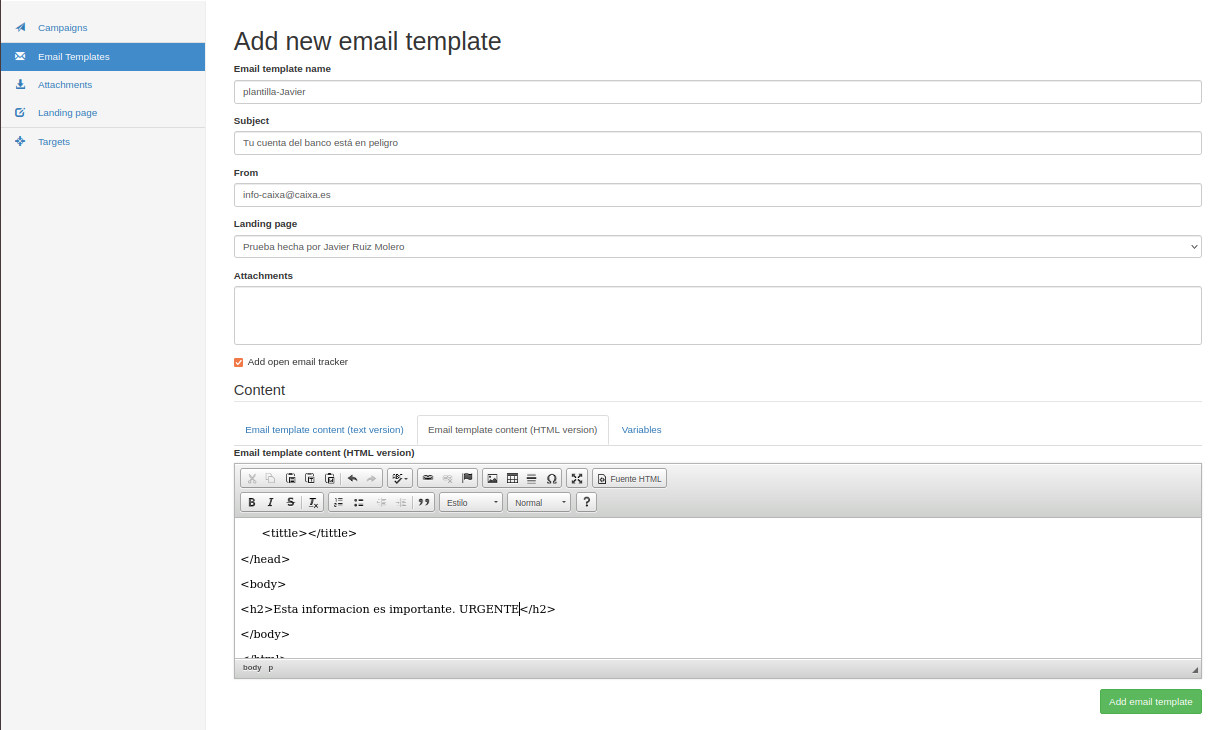 Campaigns
Email Templates
Attachments
Landing page
Targets
Add new email template
Email template name
plantilla-Javier
Subject
Tu cuenta del banco está en peligro
From
info-caixa@caixa.es
Landing page
Prueba hecha por Javier Ruiz Molero
Attachments
Add open email tracker
Content
Email template content (text version) Email template content (HTML version) Variables
Email template content (HTML version)
Fuente HTML
B I S Tx Estilo Normal ?
<tittle></tittle>
</head>
<body>
<h2>Esta informacion es importante. URGENTE</h2>
</body>
</html>
body p
Add email template